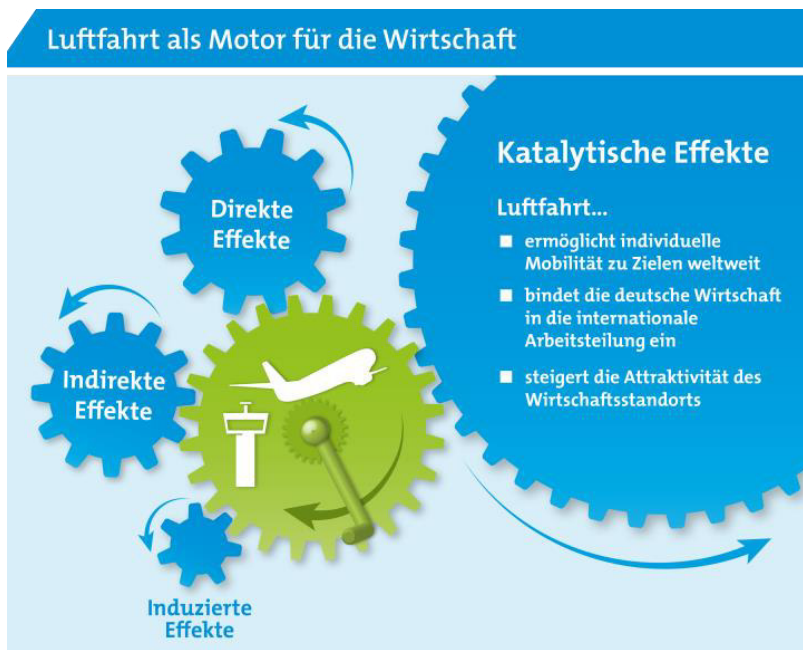 Luftfahrt als Motor für die Wirtschaft
Direkte
Effekte
Indirekte
Effekte
Induzierte
Effekte
Katalytische Effekte
Luftfahrt...
ermöglicht individuelle
Mobilität zu Zielen weltweit
bindet die deutsche Wirtschaft
in die internationale
Arbeitsteilung ein
steigert die Attraktivität des
Wirtschaftsstandorts